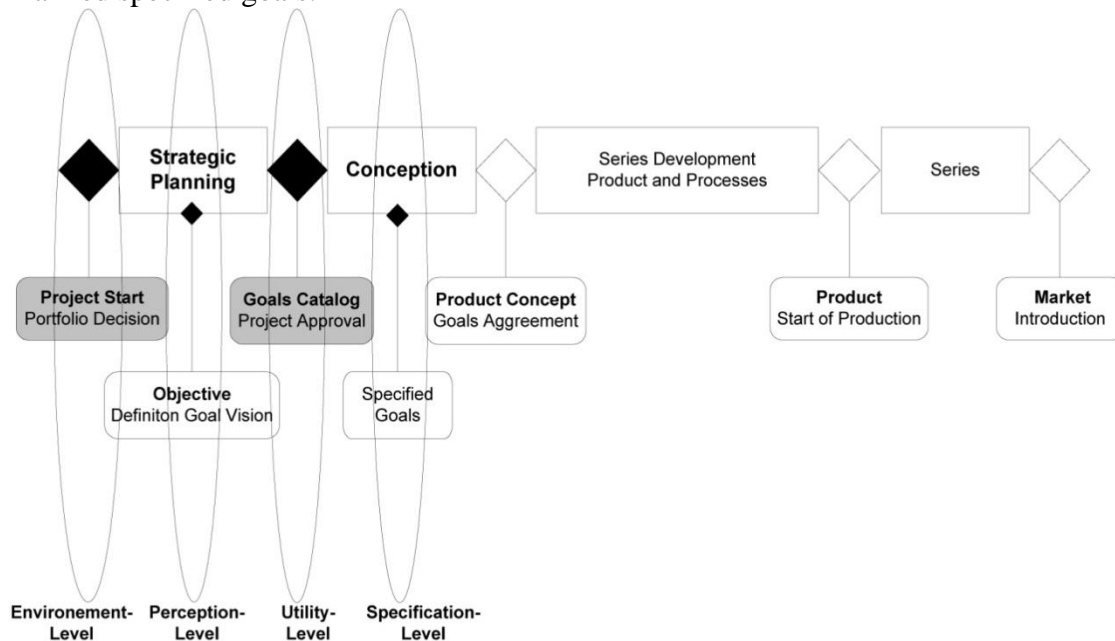 Strategic
Planning
Conception
Series Development
Product and Processes
Series
Project Start
Portfolio Decision
Goals Catalog
Project Approval
Product Concept
Goals Aggreement
Product
Start of Production
Market
Introduction
Objective
Definiton Goal Vision
Specified
Goals
Environement-
Level
Perception-
Level
Utility-
Level
Specification-
Level